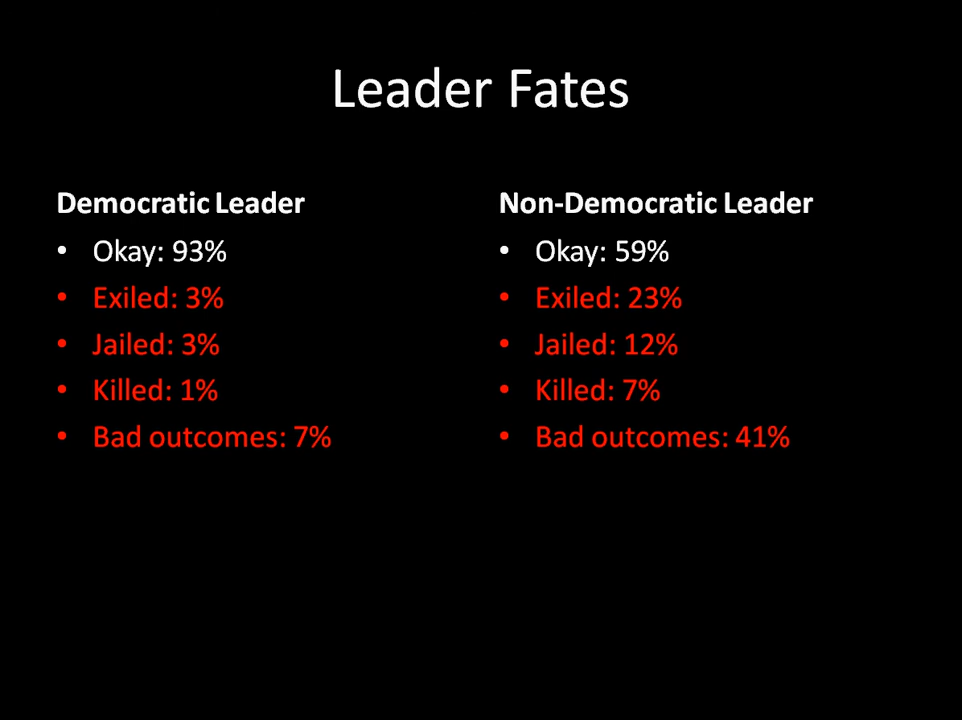 Leader Fates
Democratic Leader
• Okay: 93%
• Exiled: 3%
• Jailed: 3%
• Killed: 1%
• Bad outcomes: 7%
Non-Democratic Leader
• Okay: 59%
• Exiled: 23%
• Jailed: 12%
• Killed: 7%
• Bad outcomes: 41%